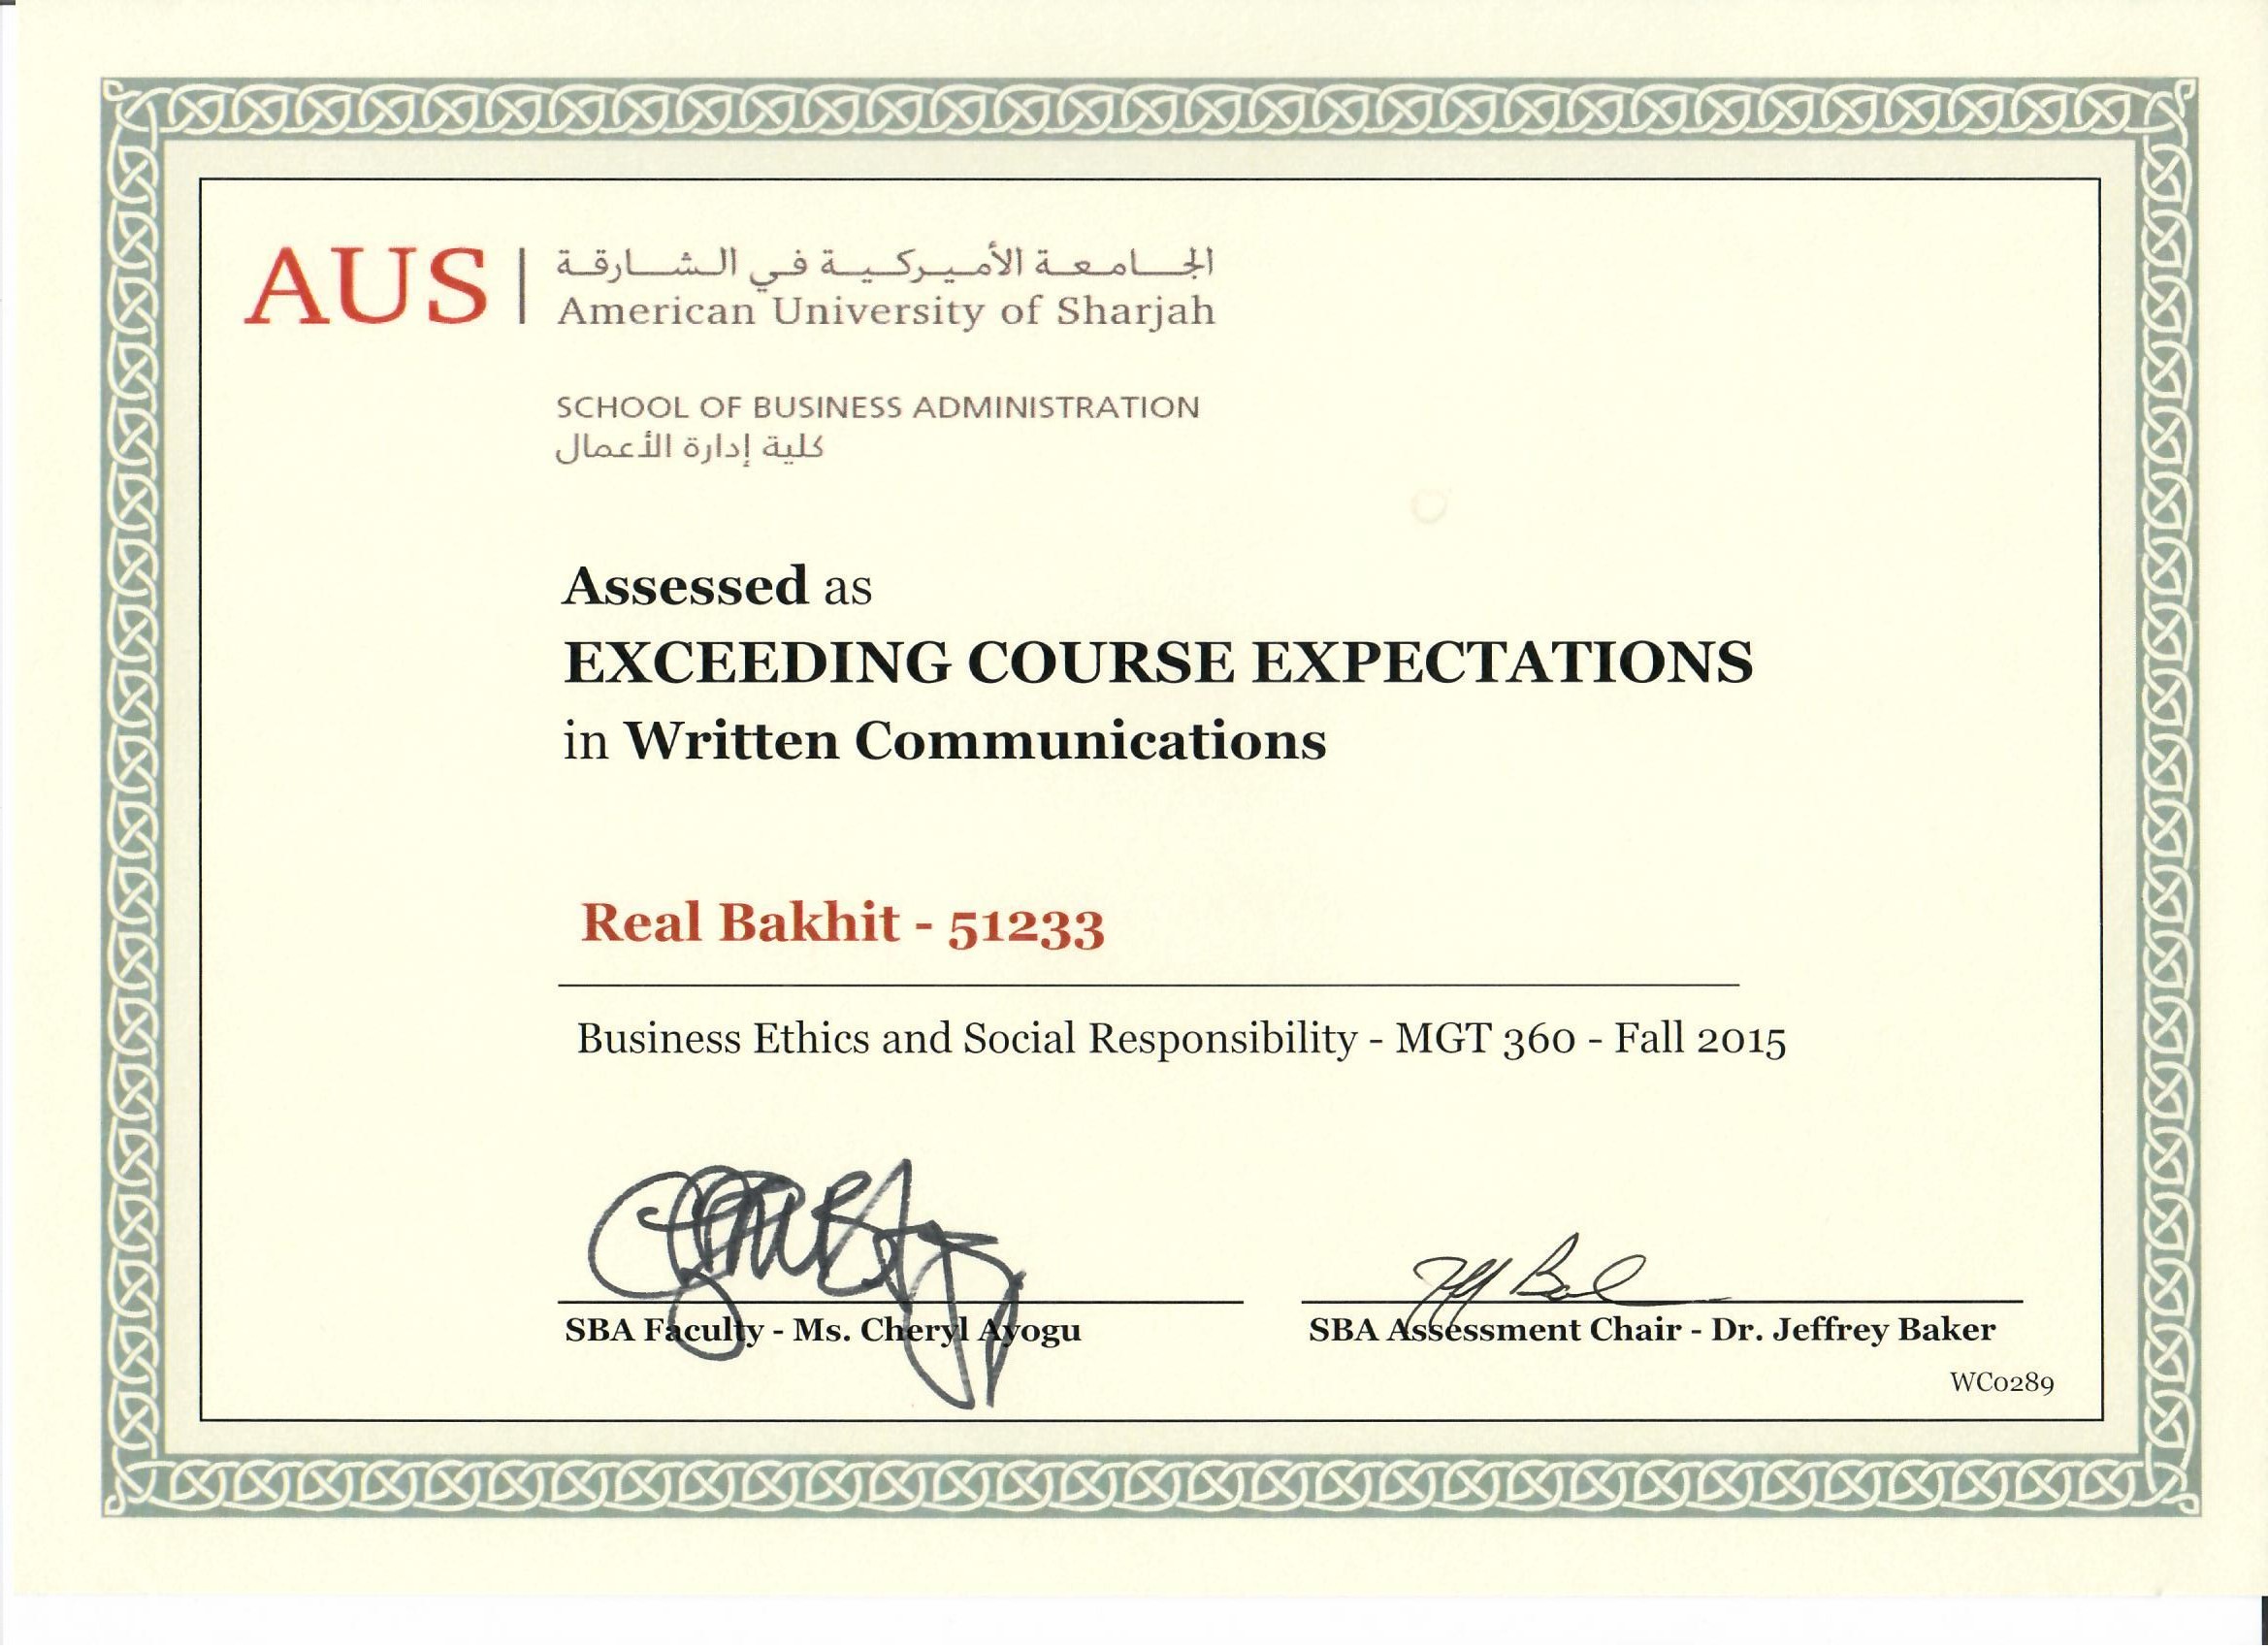 AUS
الجامعة الأميركية في الشارقة
American University of Sharjah
SCHOOL OF BUSINESS ADMINISTRATION
كلية إدارة الأعمال
Assessed as
EXCEEDING COURSE EXPECTATIONS
in Written Communications
Real Bakhit - 51233
Business Ethics and Social Responsibility - MGT 360 - Fall 2015
SBA Faculty - Ms. Cheryl Ayogu
SBA Assessment Chair - Dr. Jeffrey Baker
WC0289